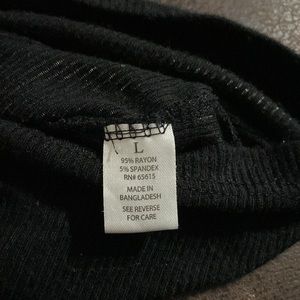 L
95% RAYON
5% SPANDEX
RN# 65615
MADE IN
BANGLADESH
SEE REVERSE
FOR CARE